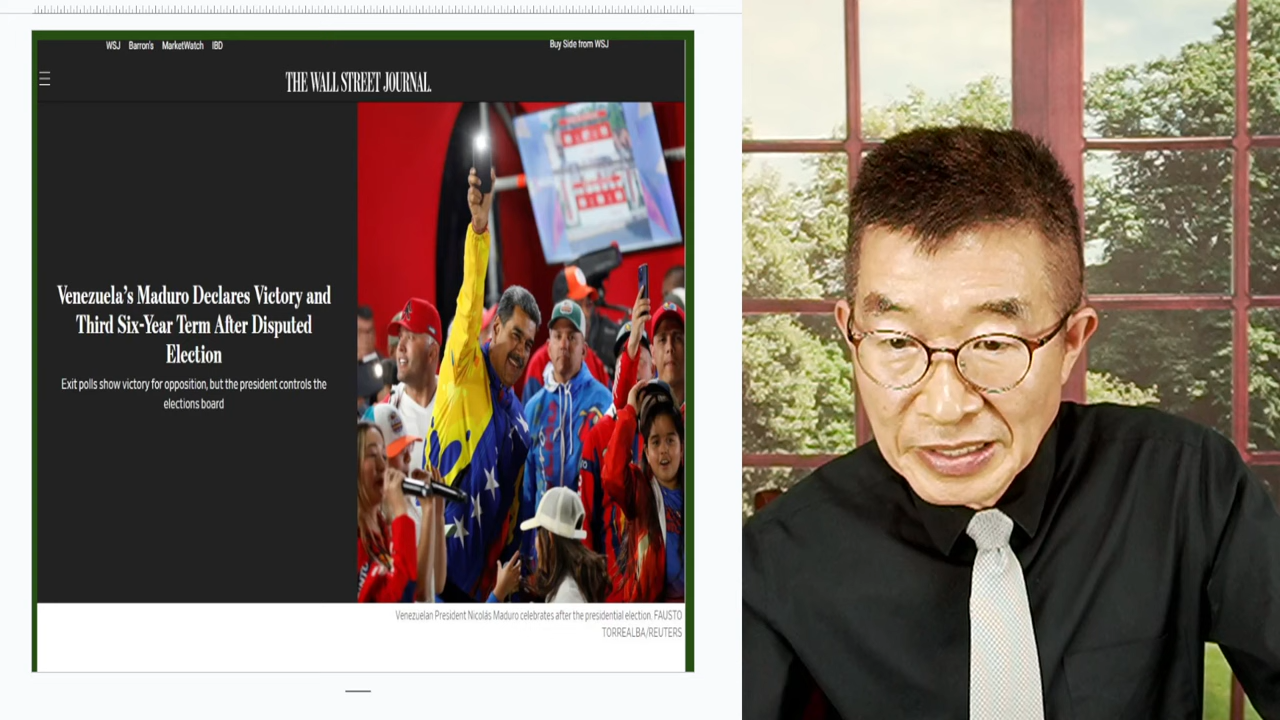 WSJ Barron's MarketWatch IBD
Buy Side from WSJ
THE WALL STREET JOURNAL.
Venezuela's Maduro Declares Victory and
Third Six-Year Term After Disputed
Election
Exit polls show victory for opposition, but the president controls the
elections board
Venezuelan President Nicolás Maduro celebrates after the presidential election. FAUSTO
TORREALBA/REUTERS